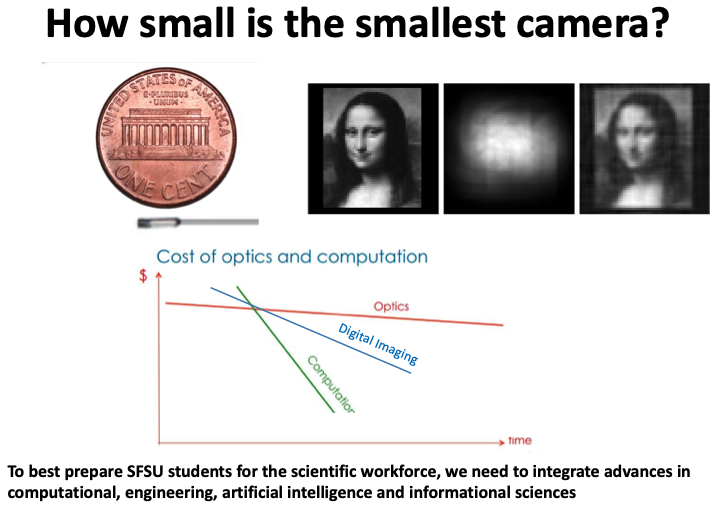 How small is the smallest camera?
UNITED STATES OF AMERICA
E·PLURIBUS
·UNUM·
ONE CENT
Cost of optics and computation
$
Optics
Digital Imaging
Computation
time
To best prepare SFSU students for the scientific workforce, we need to integrate advances in
computational, engineering, artificial intelligence and informational sciences